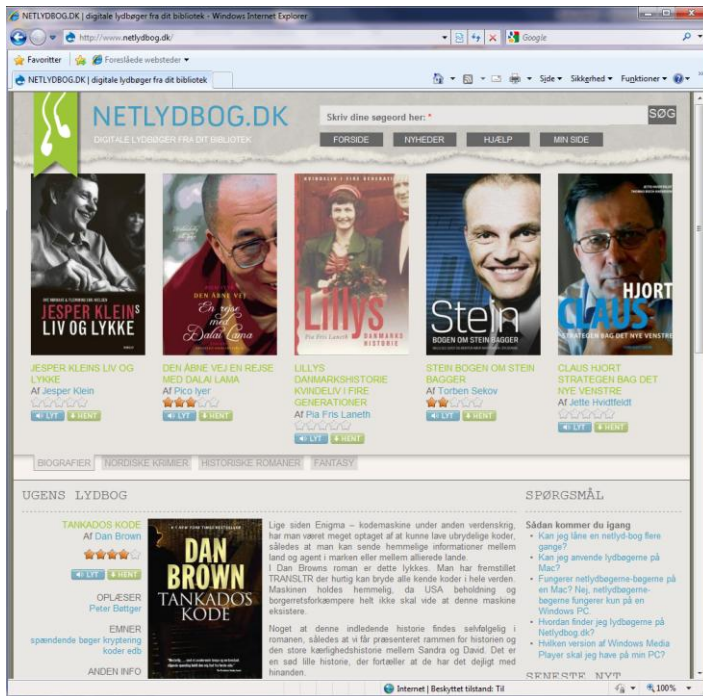 NETLYDBOG.DK | digitale lydbøger fra dit bibliotek - Windows Internet Explorer
http://www.netlydbog.dk/
Google
Favoritter
Foreslåede websteder
NETLYDBOG.DK | digitale lydbøger fra dit bibliotek
Side
Sikkerhed
Funktioner
NETLYDBOG.DK
DIGITALE LYDBØGER FRA DIT BIBLIOTEK
Skriv dine søgeord her: *
SØG
FORSIDE NYHEDER HJÆLP MIN SIDE
JESPER KLEINS
LIV OG LYKKE
DEN ÅBNE VEJ
En rejse
med
Dalai Lama
KVINDELIV I FIRE GENERATIONER
Lillys
Pia Fris Laneth
DANMARKS
HISTORIE
Stein
BOGEN OM STEIN BAGGER
HJORT
CLAUS
STRATEGEN BAG DET NYE VENSTRE
JESPER KLEINS LIV OG
LYKKE
Af Jesper Klein
LYT HENT
DEN ÅBNE VEJ EN REJSE
MED DALAI LAMA
Af Pico Iyer
LYT HENT
LILLYS
DANMARKSHISTORIE
KVINDELIV I FIRE
GENERATIONER
Af Pia Fris Laneth
LYT HENT
STEIN BOGEN OM STEIN
BAGGER
Af Torben Sekov
LYT HENT
CLAUS HJORT
STRATEGEN BAG DET
NYE VENSTRE
Af Jette Hvidtfeldt
LYT HENT
BIOGRAFIER NORDISKE KRIMIER HISTORISKE ROMANER FANTASY
UGENS LYDBOG
TANKADOS KODE
Af Dan Brown
LYT HENT
OPLÆSER
Peter Bøttger
EMNER
spændende bøger kryptering
koder edb
ANDEN INFO
DAN
BROWN
TANKADOS
KODE
Lige siden Enigma – kodemaskine under anden verdenskrig,
har man været meget optaget af at kunne lave ubrydelige koder,
således at man kan sende hemmelige informationer mellem
land og agent i marken eller mellem allierede lande.
I Dan Browns roman er dette lykkes. Man har fremstillet
TRANSLTR der hurtig kan bryde alle kende koder i hele verden.
Maskinen holdes hemmelig, da USA beholdning og
borgerretsforkæmpere helt ikke skal vide at denne maskine
eksistere.
Noget at denne indledende historie findes selvfølgelig i
romanen, således at vi får præsenteret rammen for historien og
den store kærlighedshistorie mellem Sandra og David. Det er
en sød lille historie, der fortæller at de har det dejligt med
hinanden.
SPØRGSMÅL
Sådan kommer du igang
Kan jeg låne en netlyd-bog flere
gange?
Kan jeg anvende lydbøgerne på
Mac?
Fungerer netlydbøgerne-bøgerne på
en Mac? Nej, netlydbøgerne-
bøgerne fungerer kun på en
Windows PC.
Hvordan finder jeg lydbøgerne på
Netlydbog.dk?
Hvilken version af Windows Media
Player skal jeg have på min PC?
SENESTE NYT
Internet | Beskyttet tilstand: Til
100%